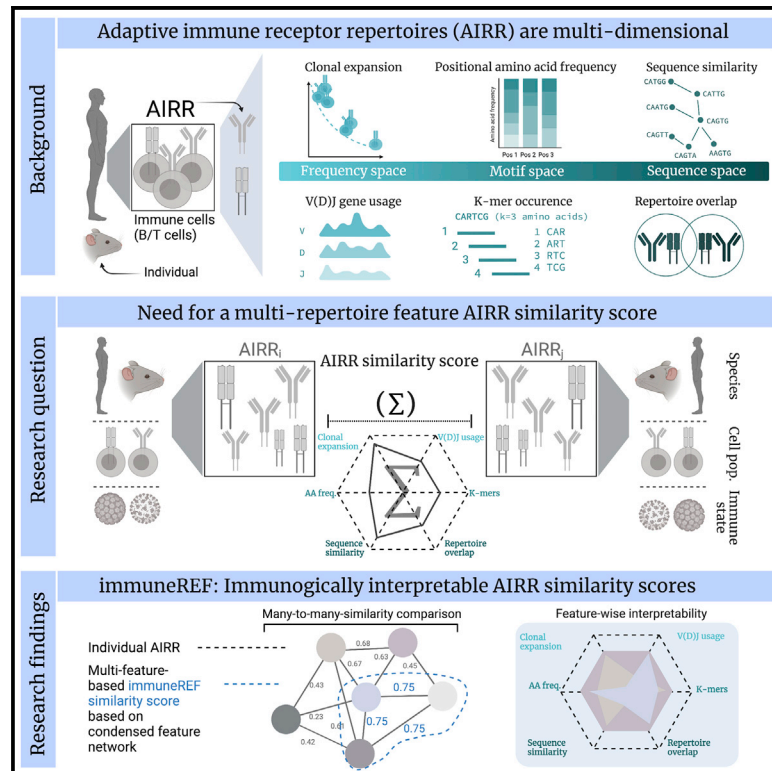 Background
Adaptive immune receptor repertoires (AIRR) are multi-dimensional
AIRR
Immune cells
(B/T cells)
Individual
Clonal expansion
Positional amino acid frequency
Amino acid frequency
Pos 1 Pos 2 Pos 3
Sequence similarity
CATGG
CATTG
CAATG
CAGTG
CAGTT
CAGTA
AAGTG
Frequency space
Motif space
Sequence space
V(D)J gene usage
V
D
J
K-mer occurence
CARTCG (k=3 amino acids)
1
2
3
4
1 CAR
2 ART
3 RTC
4 TCG
Repertoire overlap
Research question
Need for a multi-repertoire feature AIRR similarity score
AIRRi
AIRR similarity score
(Σ)
AIRRj
Clonal
expansion
V(D)J usage
AA freq.
Σ
K-mers
Sequence
similarity
Repertoire
overlap
Species
Cell pop.
Immune
state
Research findings
immuneREF: Immunogically interpretable AIRR similarity scores
Many-to-many-similarity comparison
Individual AIRR
Multi-feature-
based immuneREF
similarity score
based on
condensed feature
network
0.68
0.63
0.45
0.67
0.43
0.75
0.23
0.75
0.61
0.75
0.42
Feature-wise interpretability
Clonal
expansion
V(D)J usage
AA freq.
K-mers
Sequence
similarity
Repertoire
overlap